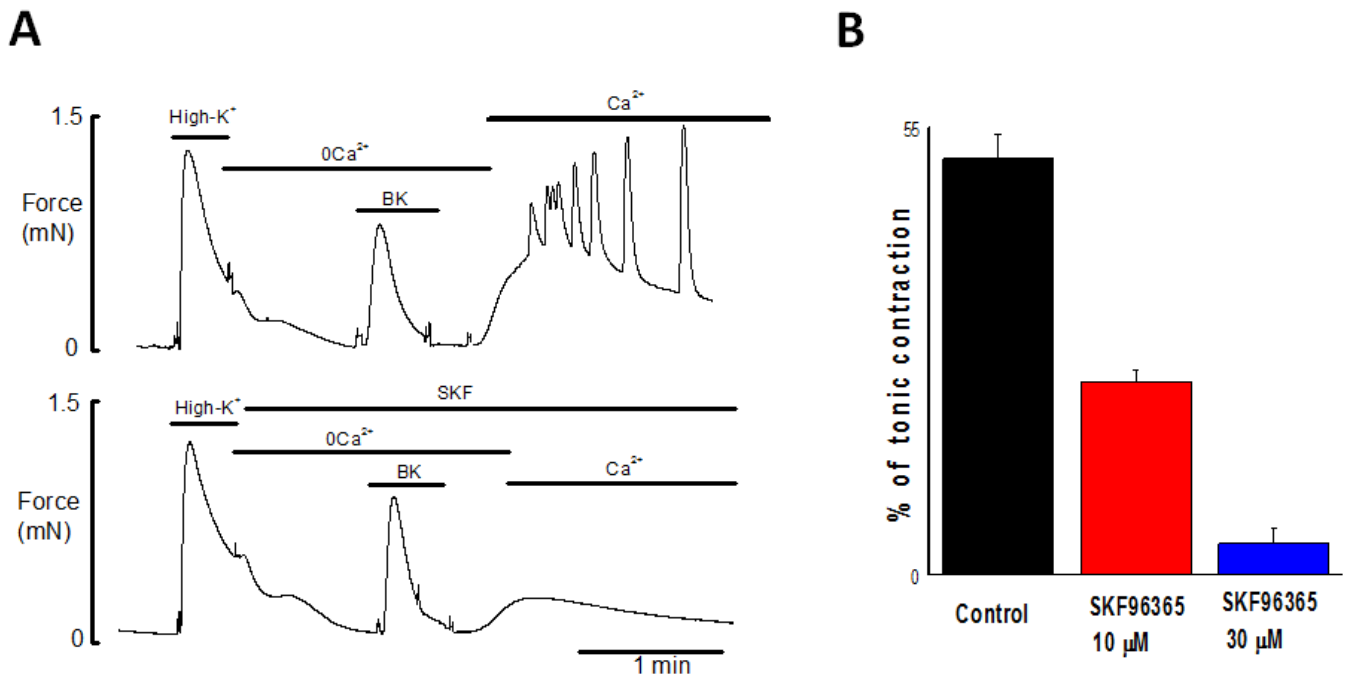 A
1.5
High-K⁺
0Ca²⁺
BK
Ca²⁺
Force
(mN)
0
1.5
High-K⁺
SKF
0Ca²⁺
BK
Ca²⁺
Force
(mN)
0
1 min
B
55
% of tonic contraction
0
Control
SKF96365
10 µM
SKF96365
30 µM